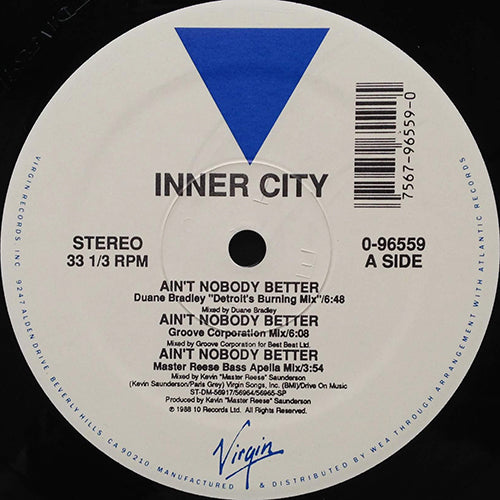 INNER CITY
7567-96559-0
STEREO
33 1/3 RPM
0-96559
A SIDE
AIN'T NOBODY BETTER
Duane Bradley "Detroit's Burning Mix"/6:48
Mixed by Duane Bradley
AIN'T NOBODY BETTER
Groove Corporation Mix/6:08
Mixed by Groove Corporation for Best Beat Ltd.
AIN'T NOBODY BETTER
Master Reese Bass Apella Mix/3:54
Mixed by Kevin "Master Reese" Saunderson
(Kevin Saunderson/Paris Grey) Virgin Songs, Inc. (BMI)/Drive On Music
ST-DM-56917/56964/56965-SP
Produced by Kevin "Master Reese" Saunderson
℗ 1988 10 Records Ltd. All Rights Reserved.
Virgin
VIRGIN RECORDS, INC. 9247 ALDEN DRIVE, BEVERLY HILLS, CA 90210 MANUFACTURED & DISTRIBUTED BY WEA THROUGH ARRANGEMENT WITH ATLANTIC RECORDS